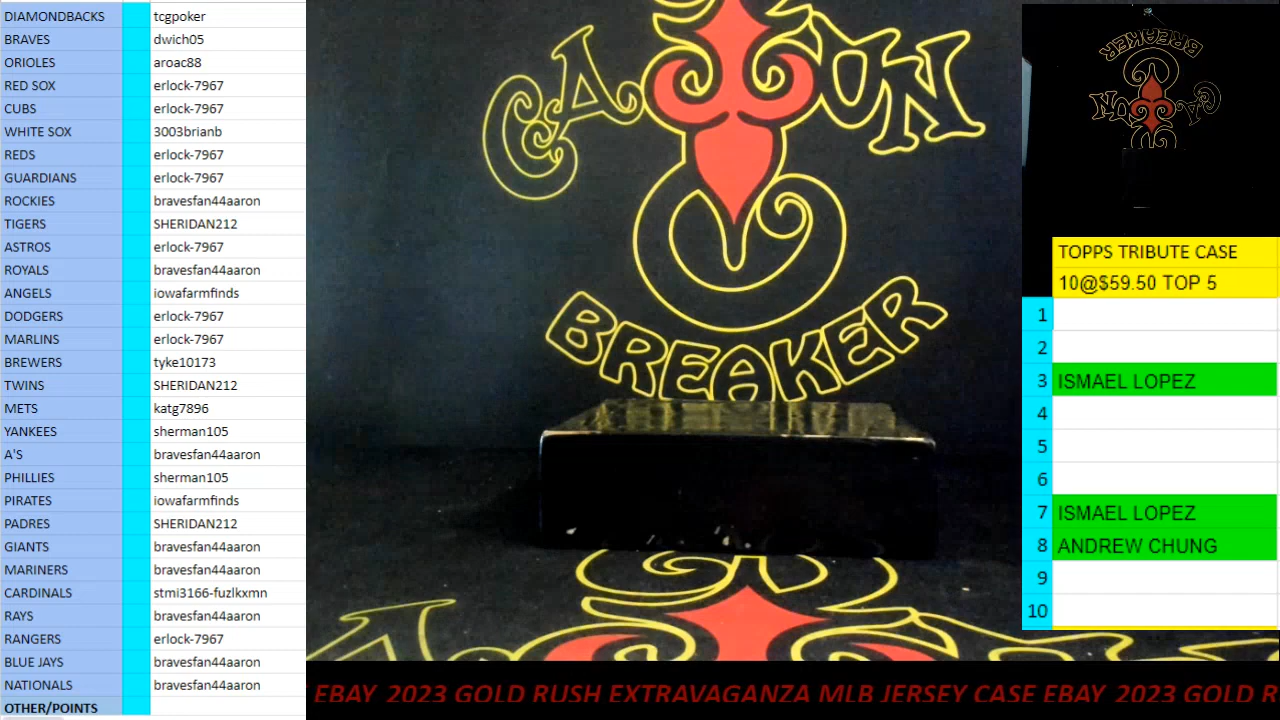 DIAMONDBACKS tcgpoker
BRAVES dwich05
ORIOLES aroac88
RED SOX erlock-7967
CUBS erlock-7967
WHITE SOX 3003brianb
REDS erlock-7967
GUARDIANS erlock-7967
ROCKIES bravesfan44aaron
TIGERS SHERIDAN212
ASTROS erlock-7967
ROYALS bravesfan44aaron
ANGELS iowafarmfinds
DODGERS erlock-7967
MARLINS erlock-7967
BREWERS tyke10173
TWINS SHERIDAN212
METS katg7896
YANKEES sherman105
A'S bravesfan44aaron
PHILLIES sherman105
PIRATES iowafarmfinds
PADRES SHERIDAN212
GIANTS bravesfan44aaron
MARINERS bravesfan44aaron
CARDINALS stmi3166-fuzlkxmn
RAYS bravesfan44aaron
RANGERS erlock-7967
BLUE JAYS bravesfan44aaron
NATIONALS bravesfan44aaron
OTHER/POINTS
BREAKER
BREAKER
TOPPS TRIBUTE CASE
10@$59.50 TOP 5
1
2
3 ISMAEL LOPEZ
4
5
6
7 ISMAEL LOPEZ
8 ANDREW CHUNG
9
10
EBAY 2023 GOLD RUSH EXTRAVAGANZA MLB JERSEY CASE EBAY 2023 GOLD R